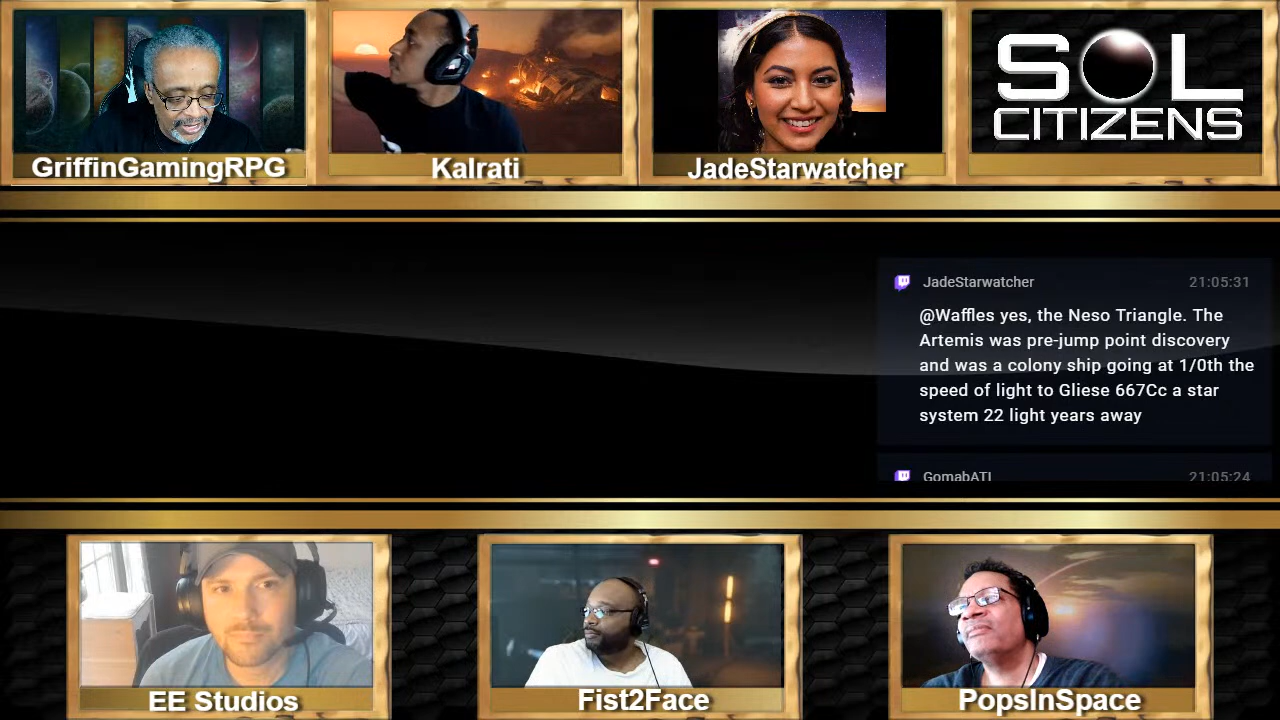 SOL
CITIZENS
GriffinGamingRPG
Kalrati
JadeStarwatcher
JadeStarwatcher 21:05:31
@Waffles yes, the Neso Triangle. The
Artemis was pre-jump point discovery
and was a colony ship going at 1/0th the
speed of light to Gliese 667Cc a star
system 22 light years away
GomabATI 21:05:24
EE Studios
Fist2Face
PopsInSpace